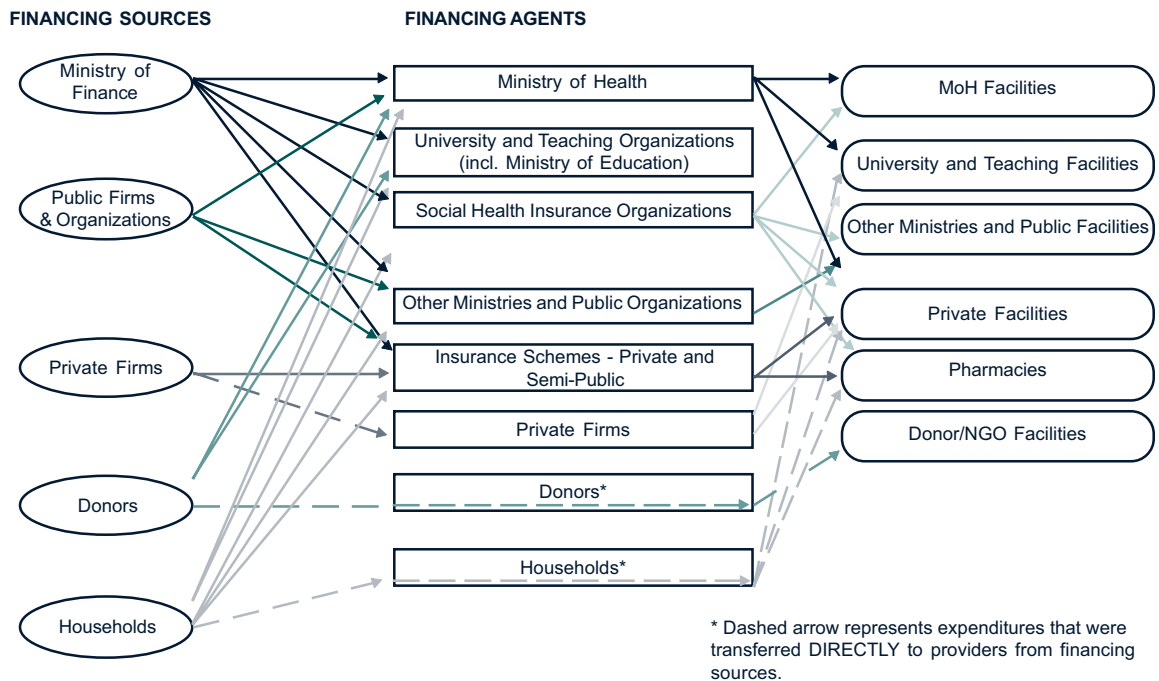 FINANCING SOURCES
FINANCING AGENTS
Ministry of
Finance
Public Firms
& Organizations
Private Firms
Donors
Households
Ministry of Health
University and Teaching Organizations
(incl. Ministry of Education)
Social Health Insurance Organizations
Other Ministries and Public Organizations
Insurance Schemes - Private and
Semi-Public
Private Firms
Donors*
Households*
MoH Facilities
University and Teaching Facilities
Other Ministries and Public Facilities
Private Facilities
Pharmacies
Donor/NGO Facilities
* Dashed arrow represents expenditures that were
transferred DIRECTLY to providers from financing
sources.